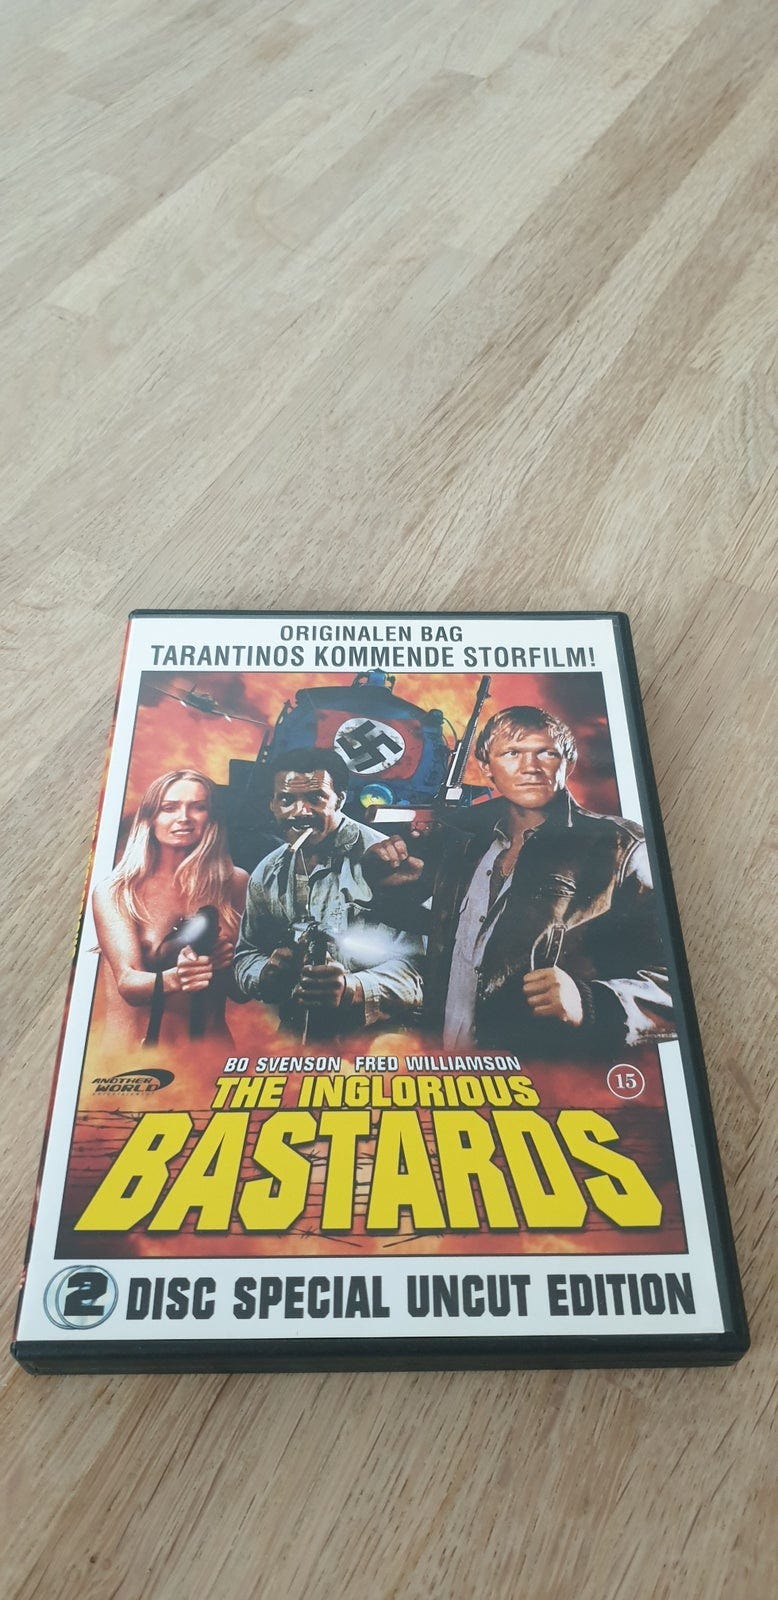 ORIGINALEN BAG
TARANTINOS KOMMENDE STORFILM!
BO SVENSON FRED WILLIAMSON
ANOTHER
WORLD
ENTERTAINMENT
15
THE INGLORIOUS
BASTARDS
2 DISC SPECIAL UNCUT EDITION